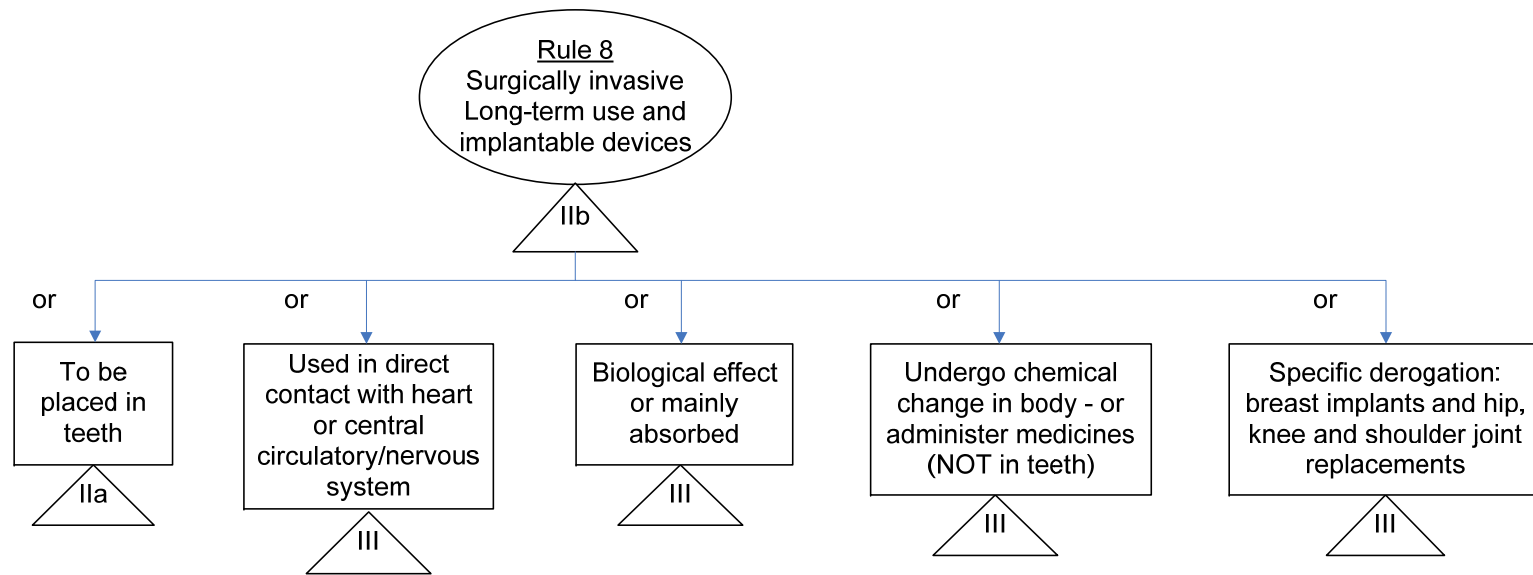 Rule 8
Surgically invasive
Long-term use and
implantable devices
IIb
or
or
or
or
or
To be
placed in
teeth
IIa
Used in direct
contact with heart
or central
circulatory/nervous
system
III
Biological effect
or mainly
absorbed
III
Undergo chemical
change in body - or
administer medicines
(NOT in teeth)
III
Specific derogation:
breast implants and hip,
knee and shoulder joint
replacements
III